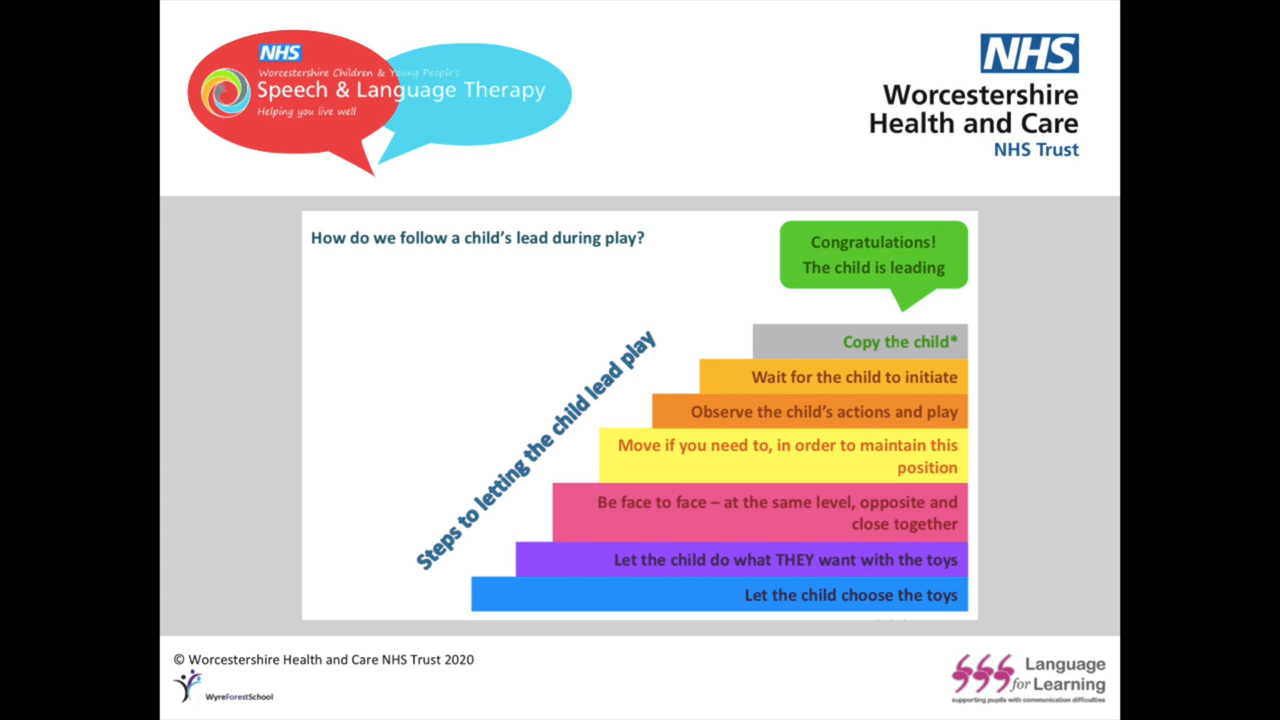 NHS
Worcestershire Children & Young People's
Speech & Language Therapy
Helping you live well
NHS
Worcestershire
Health and Care
NHS Trust
How do we follow a child's lead during play?
Congratulations!
The child is leading
Steps to letting the child lead play
Copy the child*
Wait for the child to initiate
Observe the child's actions and play
Move if you need to, in order to maintain this
position
Be face to face – at the same level, opposite and
close together
Let the child do what THEY want with the toys
Let the child choose the toys
© Worcestershire Health and Care NHS Trust 2020
WyreForestSchool
Language
for Learning
supporting pupils with communication difficulties